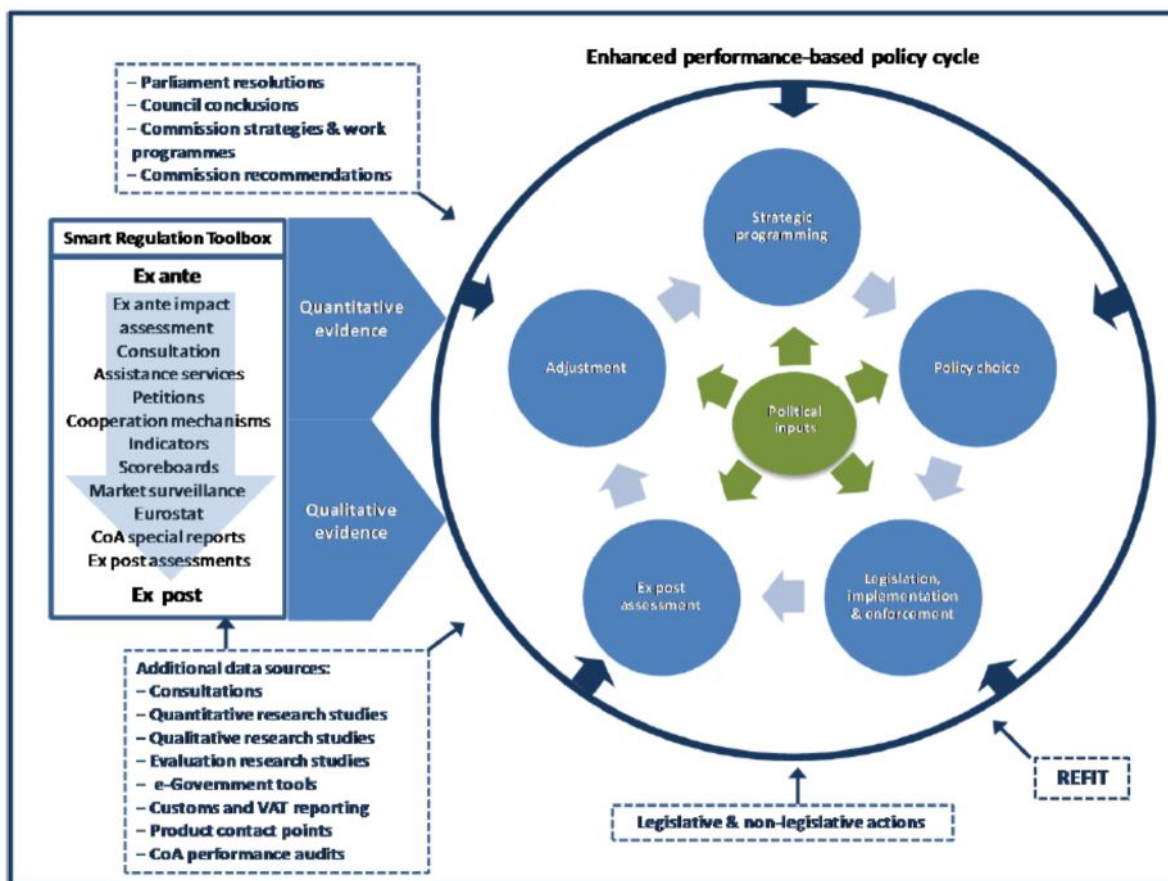 Enhanced performance-based policy cycle
– Parliament resolutions
– Council conclusions
– Commission strategies & work
programmes
– Commission recommendations
Smart Regulation Toolbox
Ex ante
Ex ante impact
assessment
Consultation
Assistance services
Petitions
Cooperation mechanisms
Indicators
Scoreboards
Market surveillance
Eurostat
CoA special reports
Ex post assessments
Ex post
Quantitative
evidence
Qualitative
evidence
Strategic
programming
Policy choice
Legislation,
implementation
& enforcement
Ex post
assessment
Adjustment
Political
inputs
Additional data sources:
– Consultations
– Quantitative research studies
– Qualitative research studies
– Evaluation research studies
– e-Government tools
– Customs and VAT reporting
– Product contact points
– CoA performance audits
Legislative & non-legislative actions
REFIT